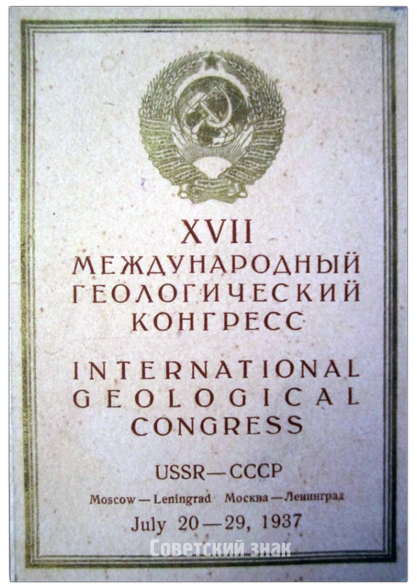 XVII
МЕЖДУНАРОДНЫЙ
ГЕОЛОГИЧЕСКИЙ
КОНГРЕСС
INTERNATIONAL
GEOLOGICAL
CONGRESS
USSR—СССР
Moscow—Leningrad Москва—Ленинград
July 20—29, 1937
Советский знак